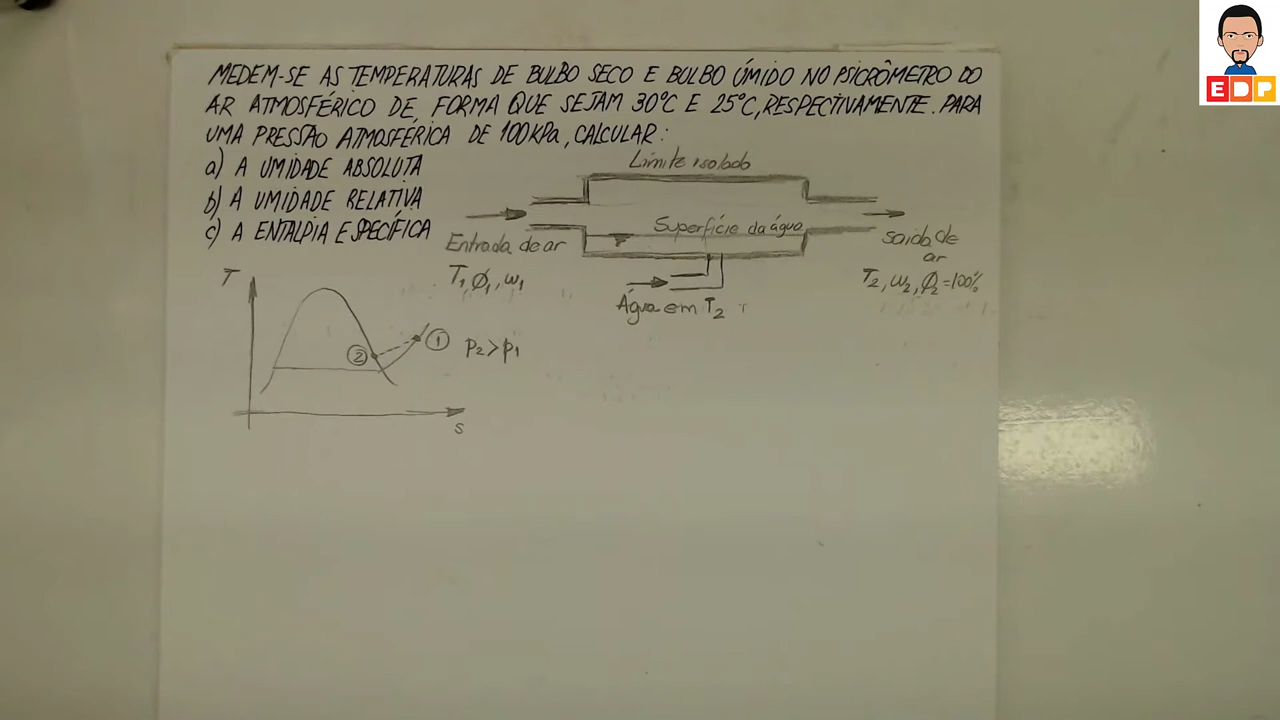 MEDEM-SE AS TEMPERATURAS DE BULBO SECO E BULBO ÚMIDO NO PSICRÔMETRO DO
AR ATMOSFÉRICO DE, FORMA QUE SEJAM 30°C E 25°C, RESPECTIVAMENTE. PARA
UMA PRESSÃO ATMOSFÉRICA DE 100KPa, CALCULAR:
a) A UMIDADE ABSOLUTA
b) A UMIDADE RELATIVA
c) A ENTALPIA ESPECÍFICA
Limite isolado
Superfície da água
Entrada de ar
T1, ϕ1, ω1
Saída de
ar
T2, ω2, ϕ2=100%
Água em T2
T
2
1
P2>P1
s
EDP